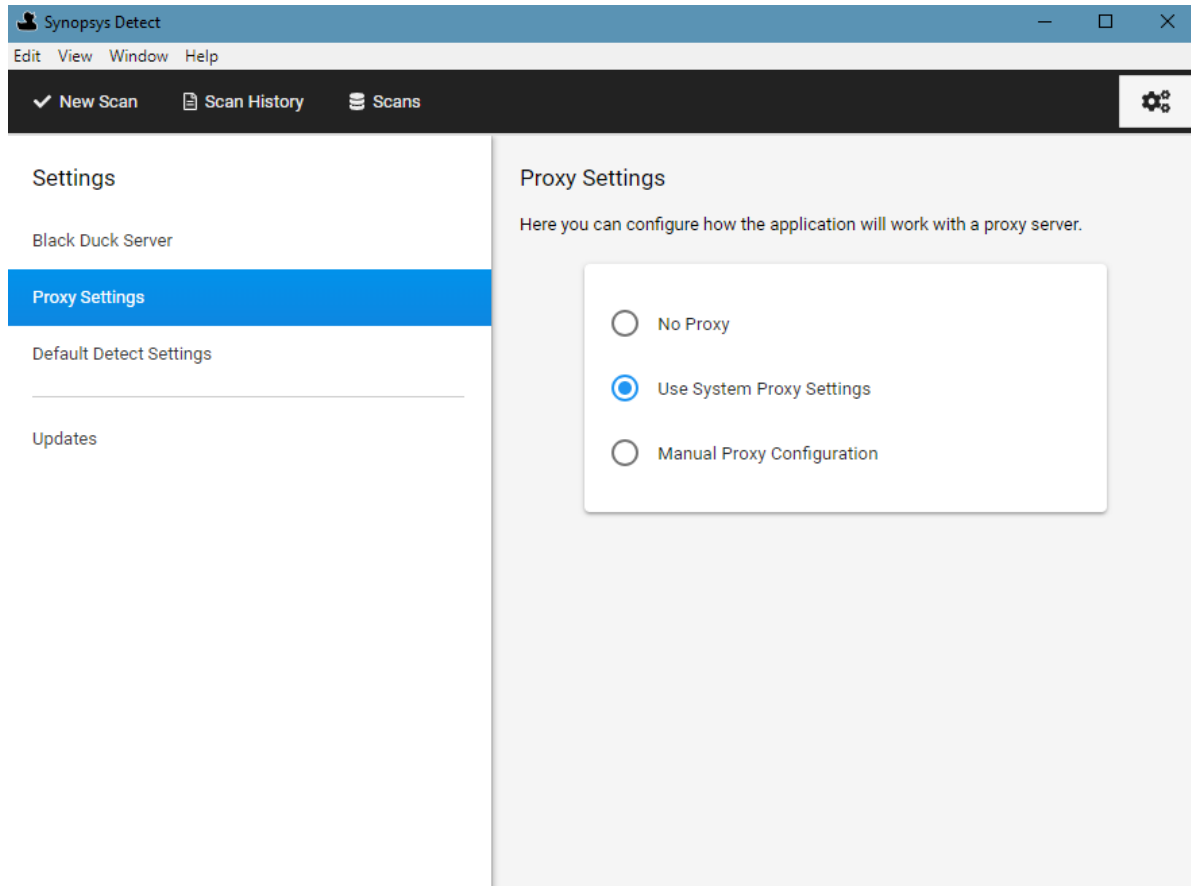 Synopsys Detect
Edit View Window Help
New Scan Scan History Scans
Settings
Black Duck Server
Proxy Settings
Default Detect Settings
Updates
Proxy Settings
Here you can configure how the application will work with a proxy server.
No Proxy
Use System Proxy Settings
Manual Proxy Configuration